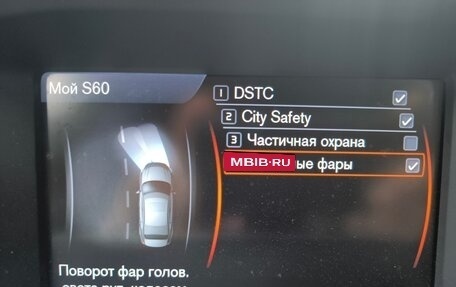 Мой S60
1 DSTC
2 City Safety
3 Частичная охрана
MBIB·RU ые фары
Поворот фар голов.